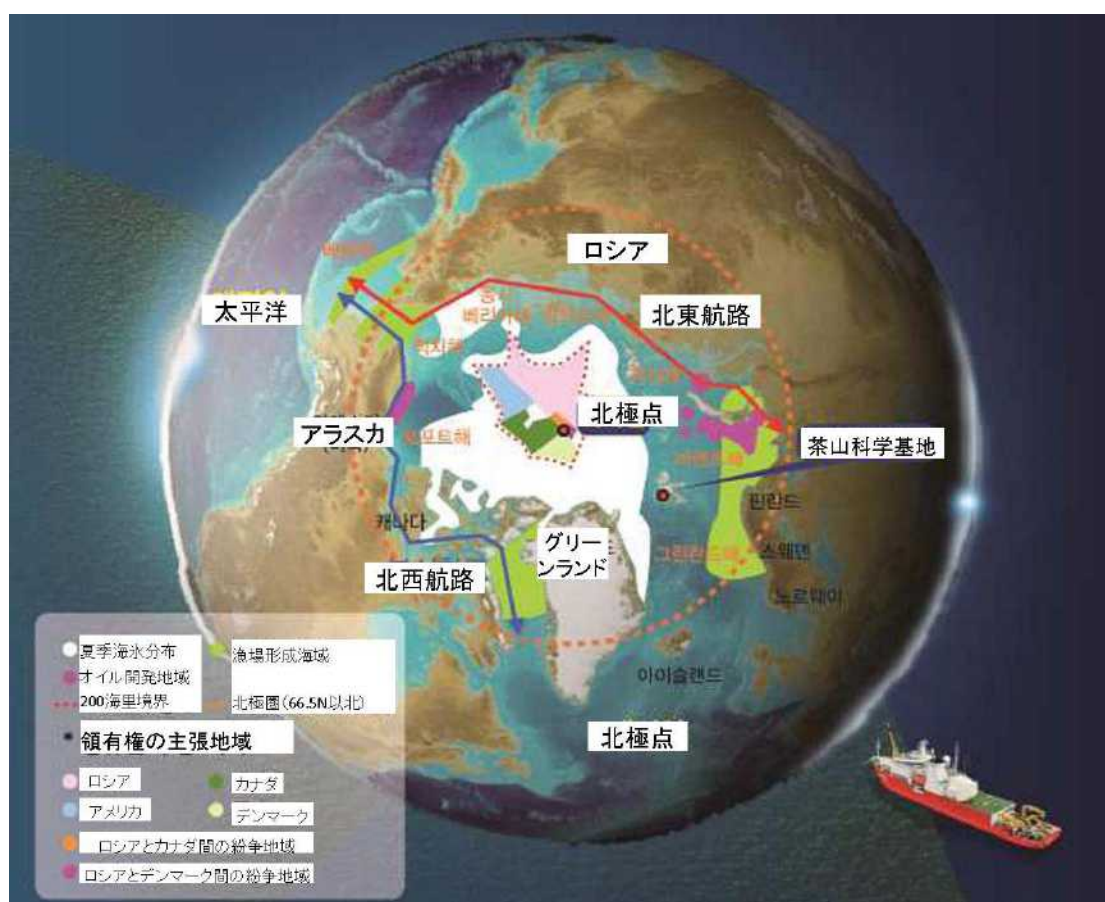 ロシア
太平洋
北東航路
北極点
アラスカ
茶山科学基地
핀란드
캐나다
グリー
ンランド
그린란드해
스웨덴
北西航路
노르웨이
아이슬랜드
北極点
夏季海氷分布
漁場形成海域
オイル開発地域
200海里境界
北極圏(66.5N以北)
領有権の主張地域
ロシア
カナダ
アメリカ
デンマーク
ロシアとカナダ間の紛争地域
ロシアとデンマーク間の紛争地域